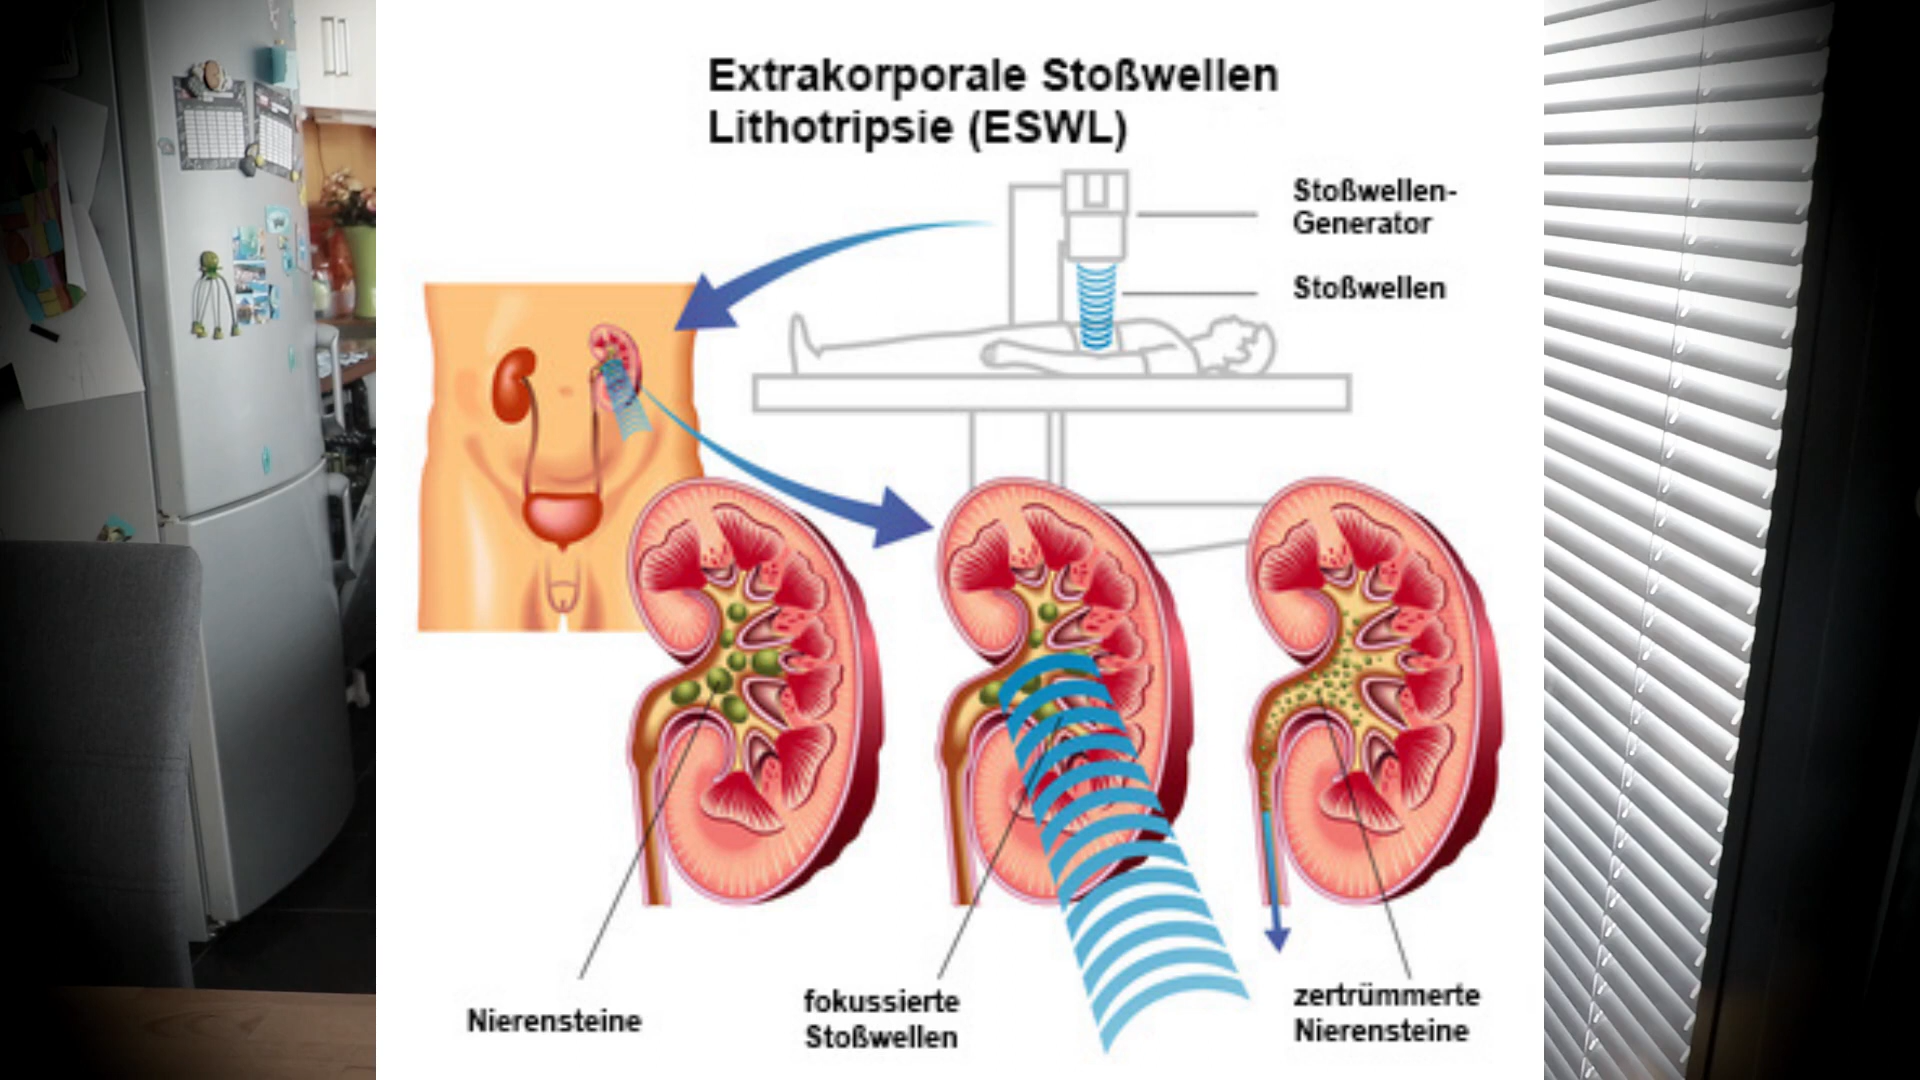 Extrakorporale Stoßwellen
Lithotripsie (ESWL)
Stoßwellen-
Generator
Stoßwellen
Nierensteine
fokussierte
Stoßwellen
zertrümmerte
Nierensteine